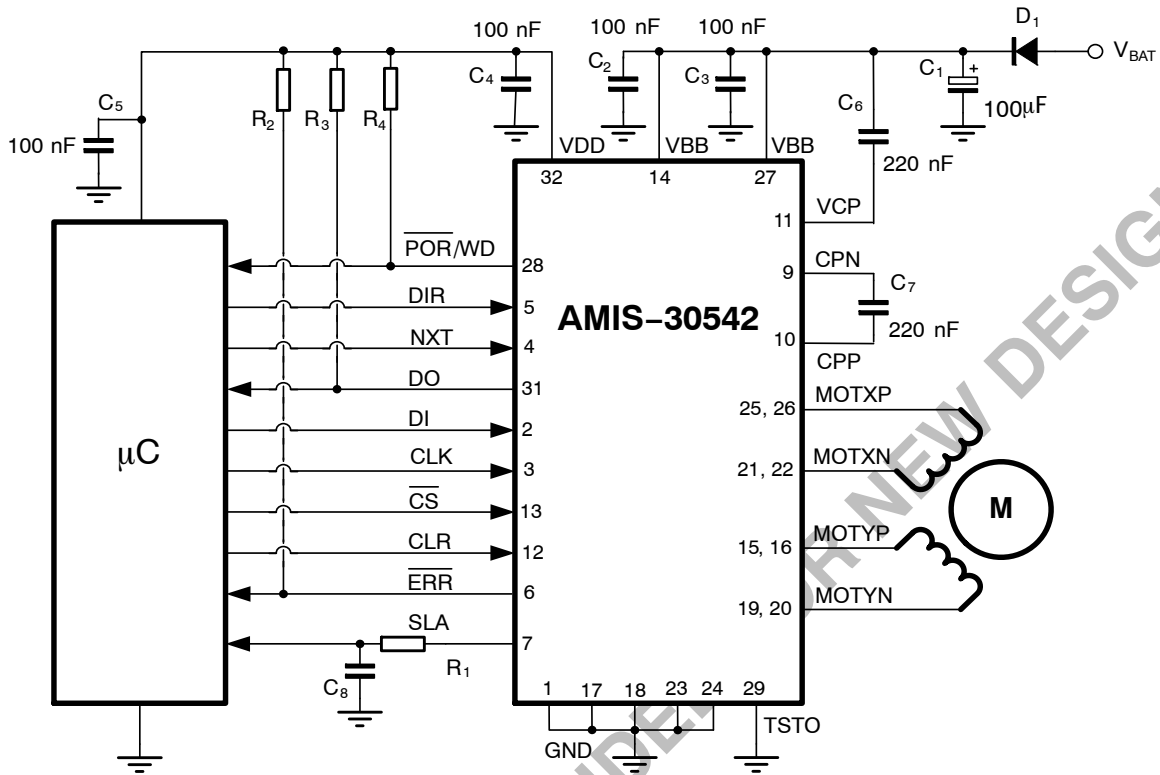 100 nF
100 nF
100 nF
D1
VBAT
C4
C2
C3
C1
+
100μF
C5
100 nF
R2
R3
R4
C6
220 nF
VDD
VBB
VBB
32
14
27
11
VCP
POR/WD
28
9
CPN
C7
220 nF
DIR
5
AMIS–30542
NXT
4
10
CPP
DO
31
25, 26
MOTXP
DI
2
μC
CLK
3
21, 22
MOTXN
CS
13
M
CLR
12
15, 16
MOTYP
ERR
6
19, 20
MOTYN
SLA
7
R1
C8
1
17
18
23
24
29
TSTO
GND
NEW DESIG